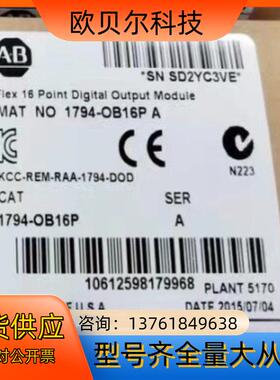 欧贝尔科技
AB
*SN SD2YC3VE*
Flex 16 Point Digital Output Module
MAT NO 1794-OB16P A
CE
N223
KCC-REM-RAA-1794-DOD
CAT
SER
1794-OB16P
A
10612598179968
PLANT 5170
U.S.A
DATE 2015/07/04
咨询:13761849638
型号齐全量大从